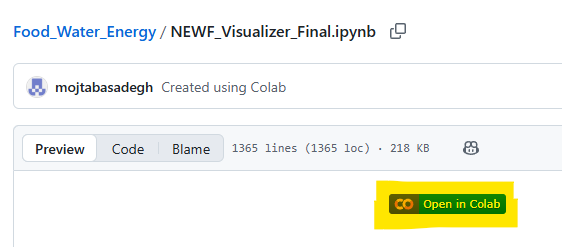 Food_Water_Energy / NEWF_Visualizer_Final.ipynb
mojtabasadegh Created using Colab
Preview Code Blame 1365 lines (1365 loc) · 218 KB
Open in Colab